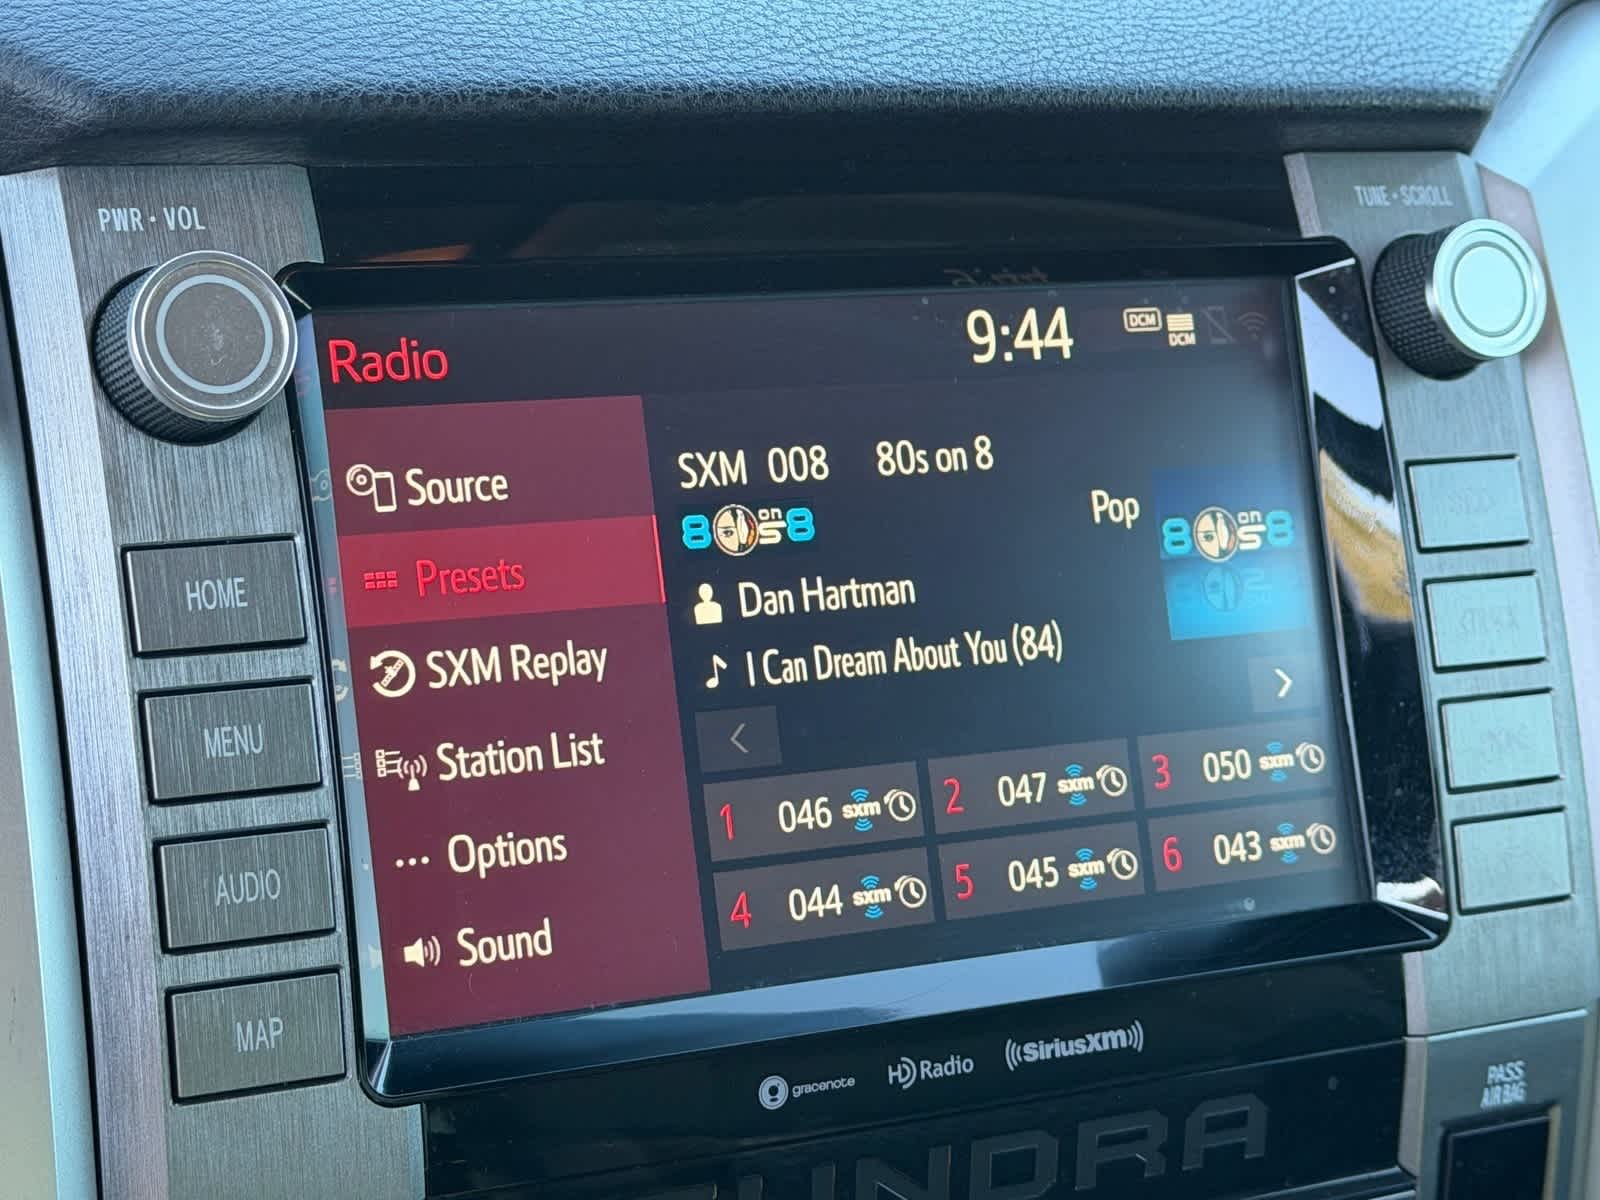 PWR • VOL
TUNE • SCROLL
Radio
9:44
DCM
DCM
Source
Presets
SXM Replay
Station List
Options
Sound
SXM 008 80s on 8
8 on 8
Pop
8 on 8
Dan Hartman
I Can Dream About You (84)
1 046 sxm
2 047 sxm
3 050 sxm
4 044 sxm
5 045 sxm
6 043 sxm
HOME
MENU
AUDIO
MAP
gracenote
HD Radio
SiriusXM
PASS
AIR BAG
UNDRA